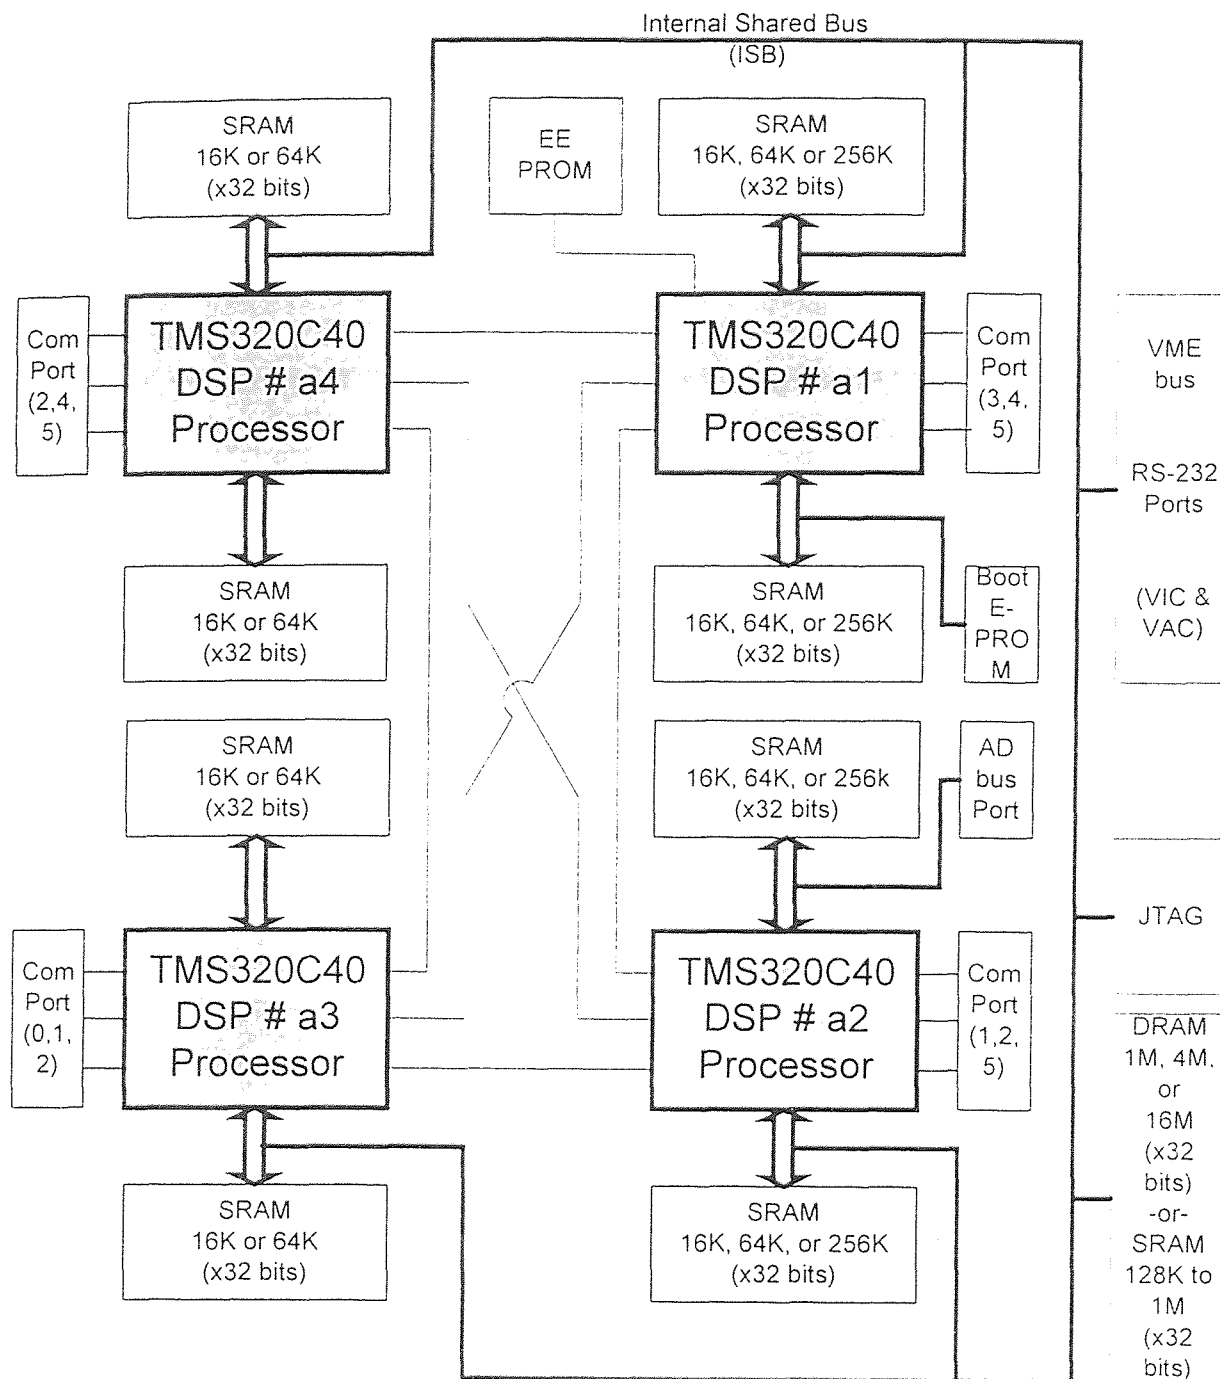 Internal Shared Bus
(ISB)
SRAM
16K or 64K
(x32 bits)
EE
PROM
SRAM
16K, 64K or 256K
(x32 bits)
Com
Port
(2,4,
5)
TMS320C40
DSP # a4
Processor
TMS320C40
DSP # a1
Processor
Com
Port
(3,4,
5)
VME
bus
RS-232
Ports
(VIC &
VAC)
SRAM
16K or 64K
(x32 bits)
SRAM
16K, 64K, or 256K
(x32 bits)
Boot
E-
PRO
M
SRAM
16K or 64K
(x32 bits)
SRAM
16K, 64K, or 256k
(x32 bits)
AD
bus
Port
JTAG
Com
Port
(0,1,
2)
TMS320C40
DSP # a3
Processor
TMS320C40
DSP # a2
Processor
Com
Port
(1,2,
5)
DRAM
1M, 4M,
or
16M
(x32
bits)
-or-
SRAM
128K to
1M
(x32
bits)
SRAM
16K or 64K
(x32 bits)
SRAM
16K, 64K, or 256K
(x32 bits)